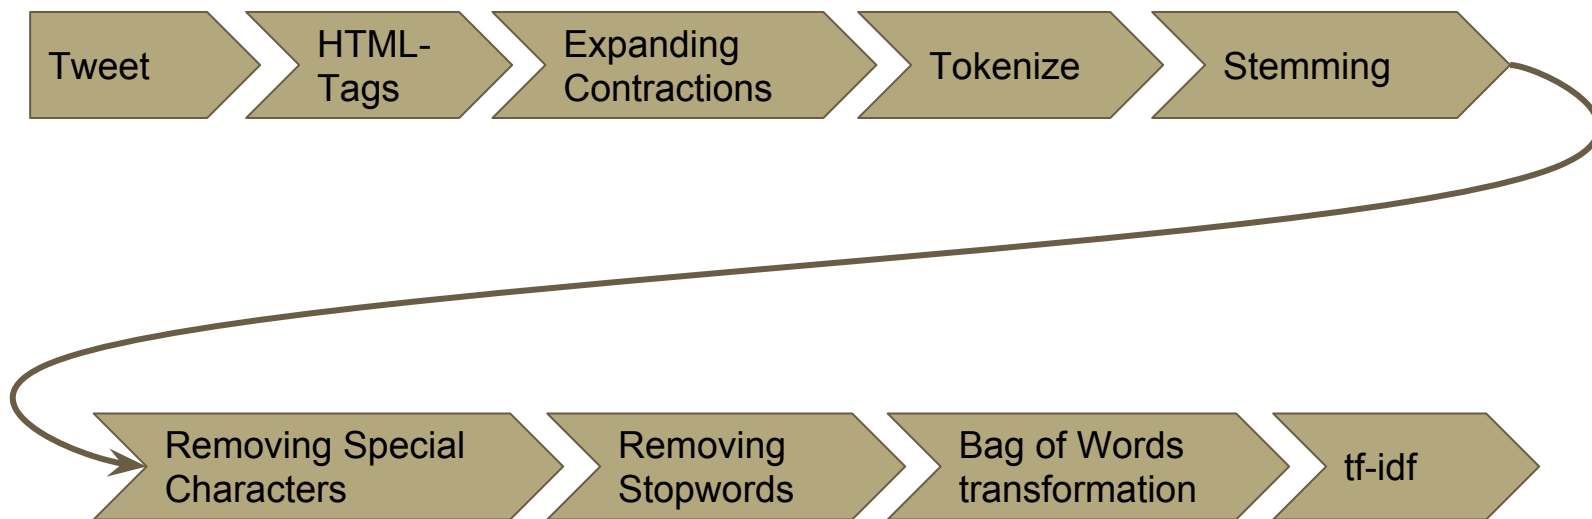 Tweet
HTML-
Tags
Expanding
Contractions
Tokenize
Stemming
Removing Special
Characters
Removing
Stopwords
Bag of Words
transformation
tf-idf